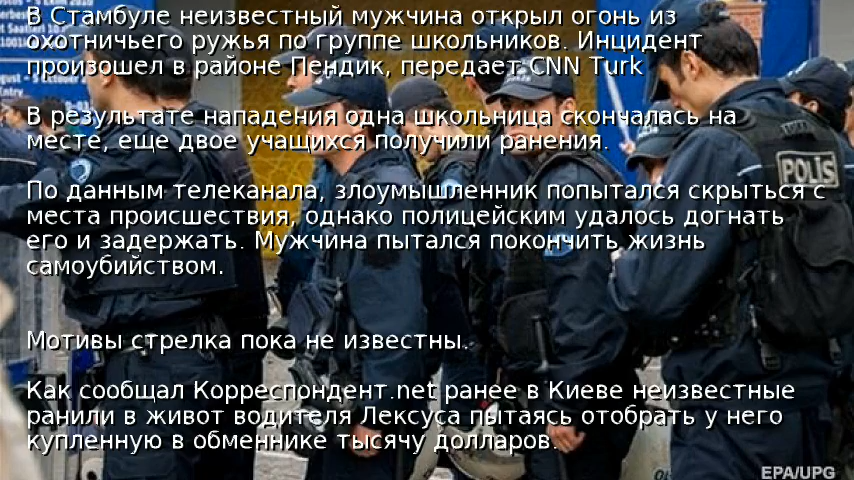 В Стамбуле неизвестный мужчина открыл огонь из
охотничьего ружья по группе школьников. Инцидент
произошел в районе Пендик, передает CNN Turk
В результате нападения одна школьница скончалась на
месте, еще двое учащихся получили ранения.
По данным телеканала, злоумышленник попытался скрыться с
места происшествия, однако полицейским удалось догнать
его и задержать. Мужчина пытался покончить жизнь
самоубийством.
Мотивы стрелка пока не известны.
Как сообщал Корреспондент.net ранее в Киеве неизвестные
ранили в живот водителя Лексуса пытаясь отобрать у него
купленную в обменнике тысячу долларов.
POLIS
EPA/UPG